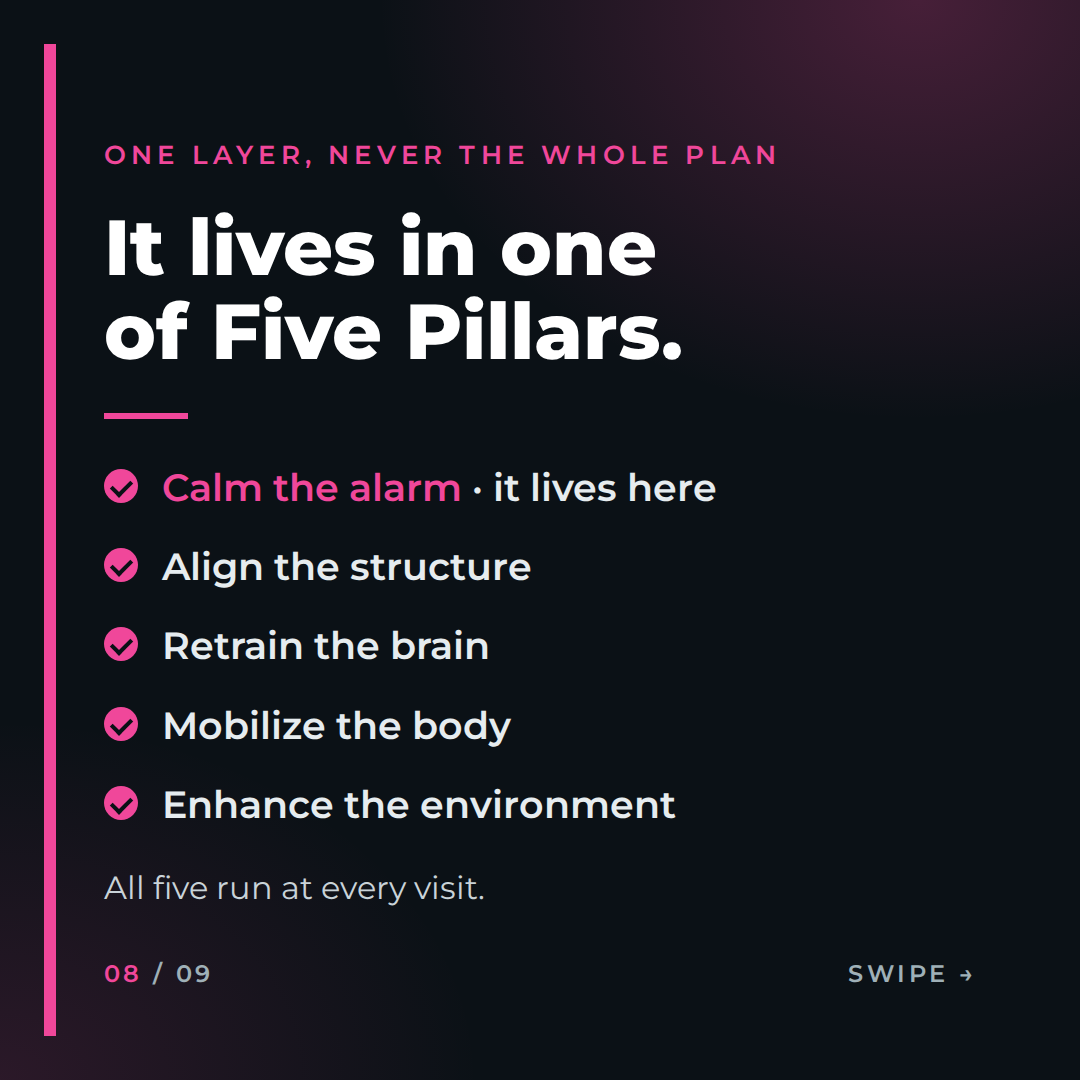 ONE LAYER, NEVER THE WHOLE PLAN
It lives in one
of Five Pillars.
Calm the alarm · it lives here
Align the structure
Retrain the brain
Mobilize the body
Enhance the environment
All five run at every visit.
08 / 09
SWIPE →